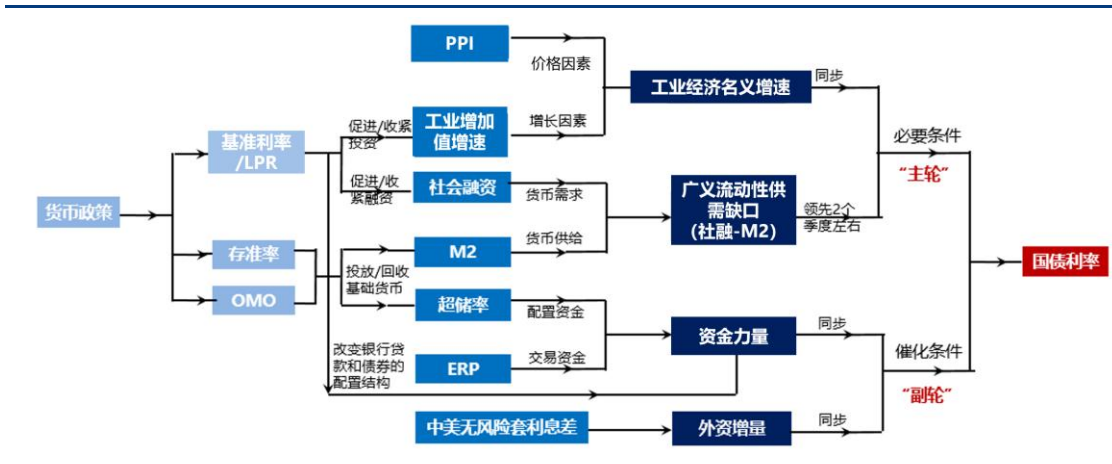 货币政策
基准利率
/LPR
存准率
OMO
促进/收紧
投资
促进/收
紧融资
投放/回收
基础货币
改变银行贷
款和债券的
配置结构
PPI
工业增加
值增速
社会融资
M2
超储率
ERP
中美无风险套利息差
价格因素
增长因素
货币需求
货币供给
配置资金
交易资金
工业经济名义增速
广义流动性供
需缺口
(社融-M2)
资金力量
外资增量
同步
领先2个
季度左右
同步
同步
必要条件
“主轮”
催化条件
“副轮”
国债利率